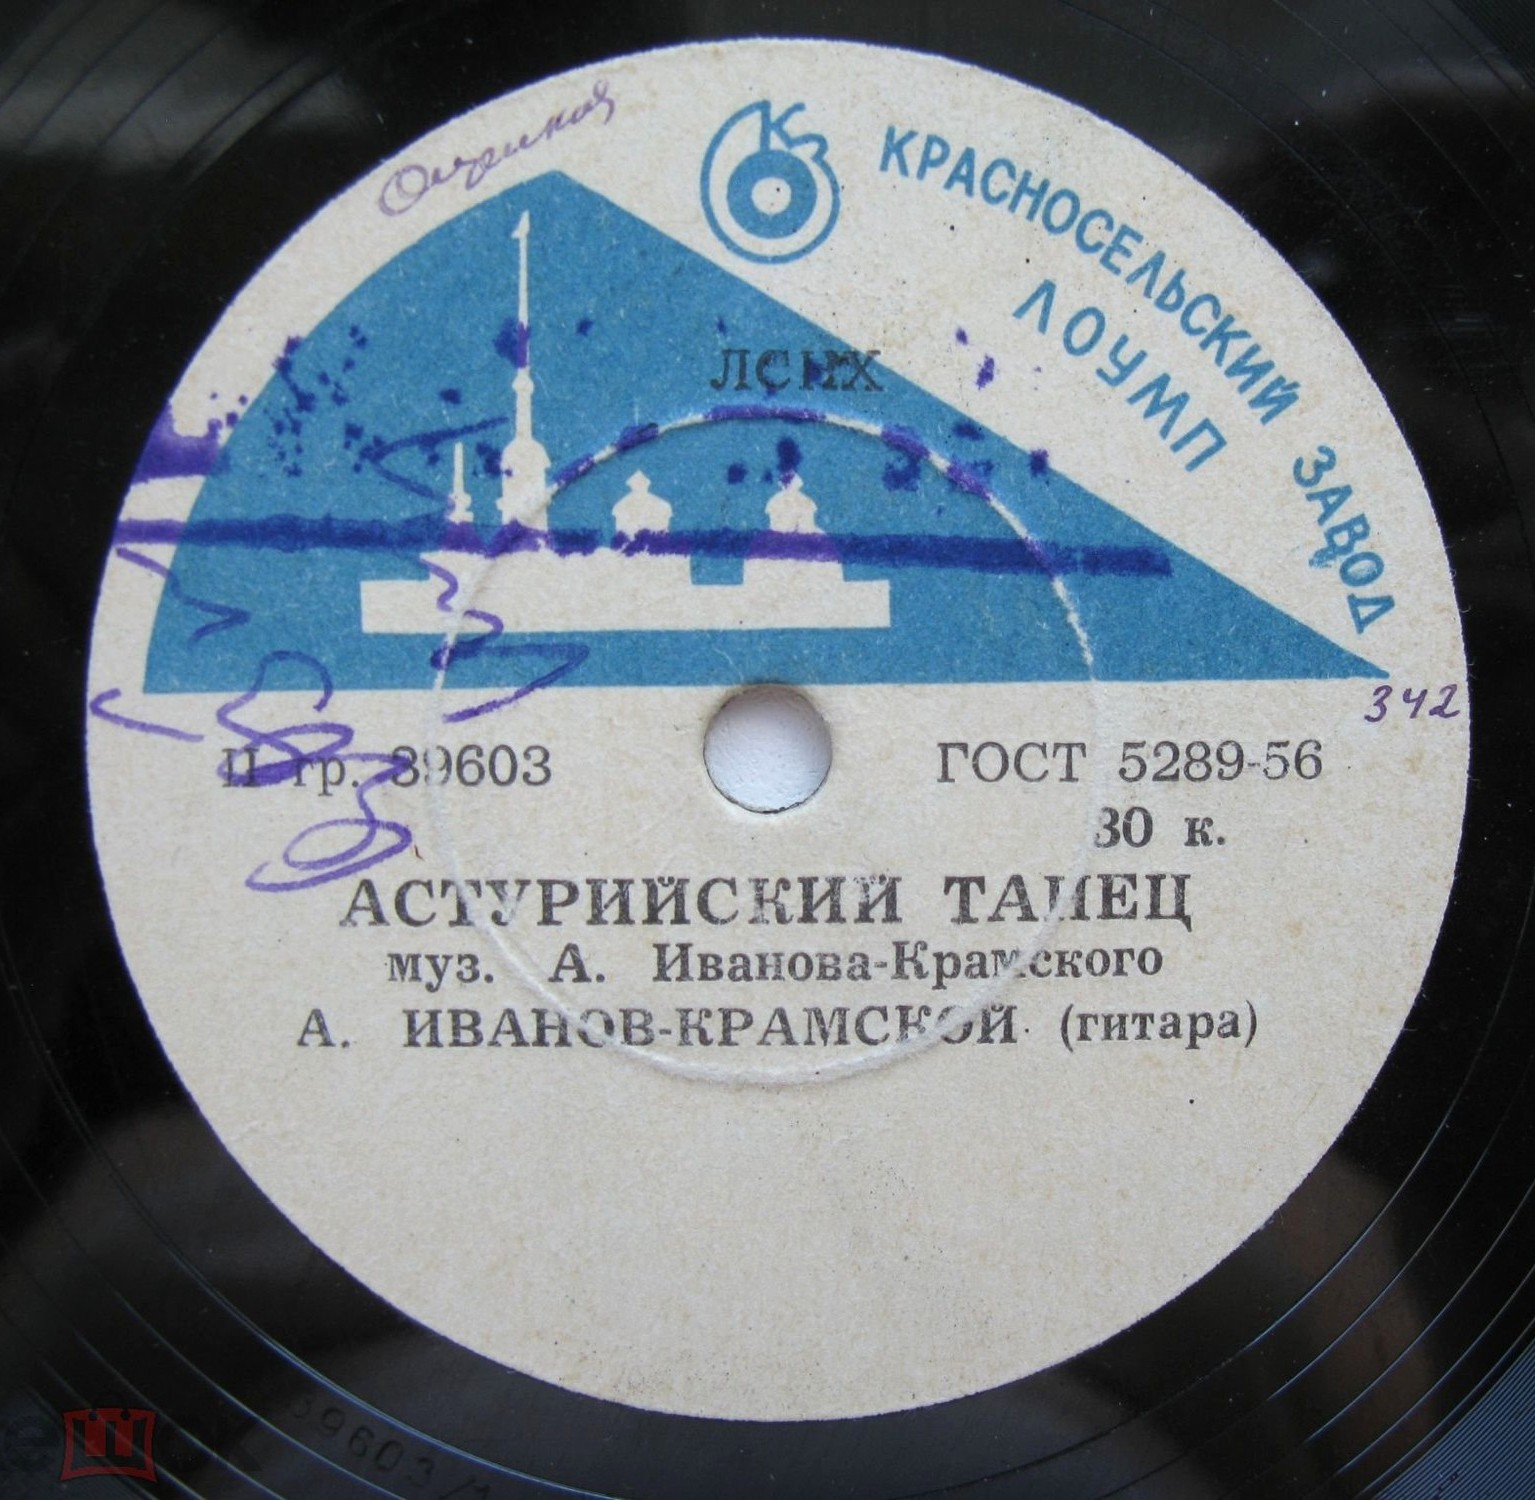 КРАСНОСЕЛЬСКИЙ ЗАВОД
ЛОУМП
ЛСНХ
342
II гр. 39603
ГОСТ 5289-56
30 к.
АСТУРИЙСКИЙ ТАНЕЦ
муз. А. Иванова-Крамского
А. ИВАНОВ-КРАМСКОЙ (гитара)
39603/1